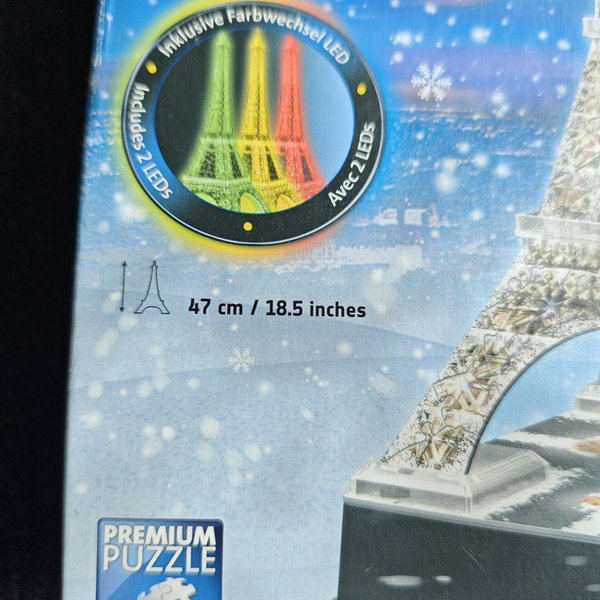 Inklusive Farbwechsel LED
Includes 2 LEDs
Avec 2 LEDs
47 cm / 18.5 inches
PREMIUM
PUZZLE